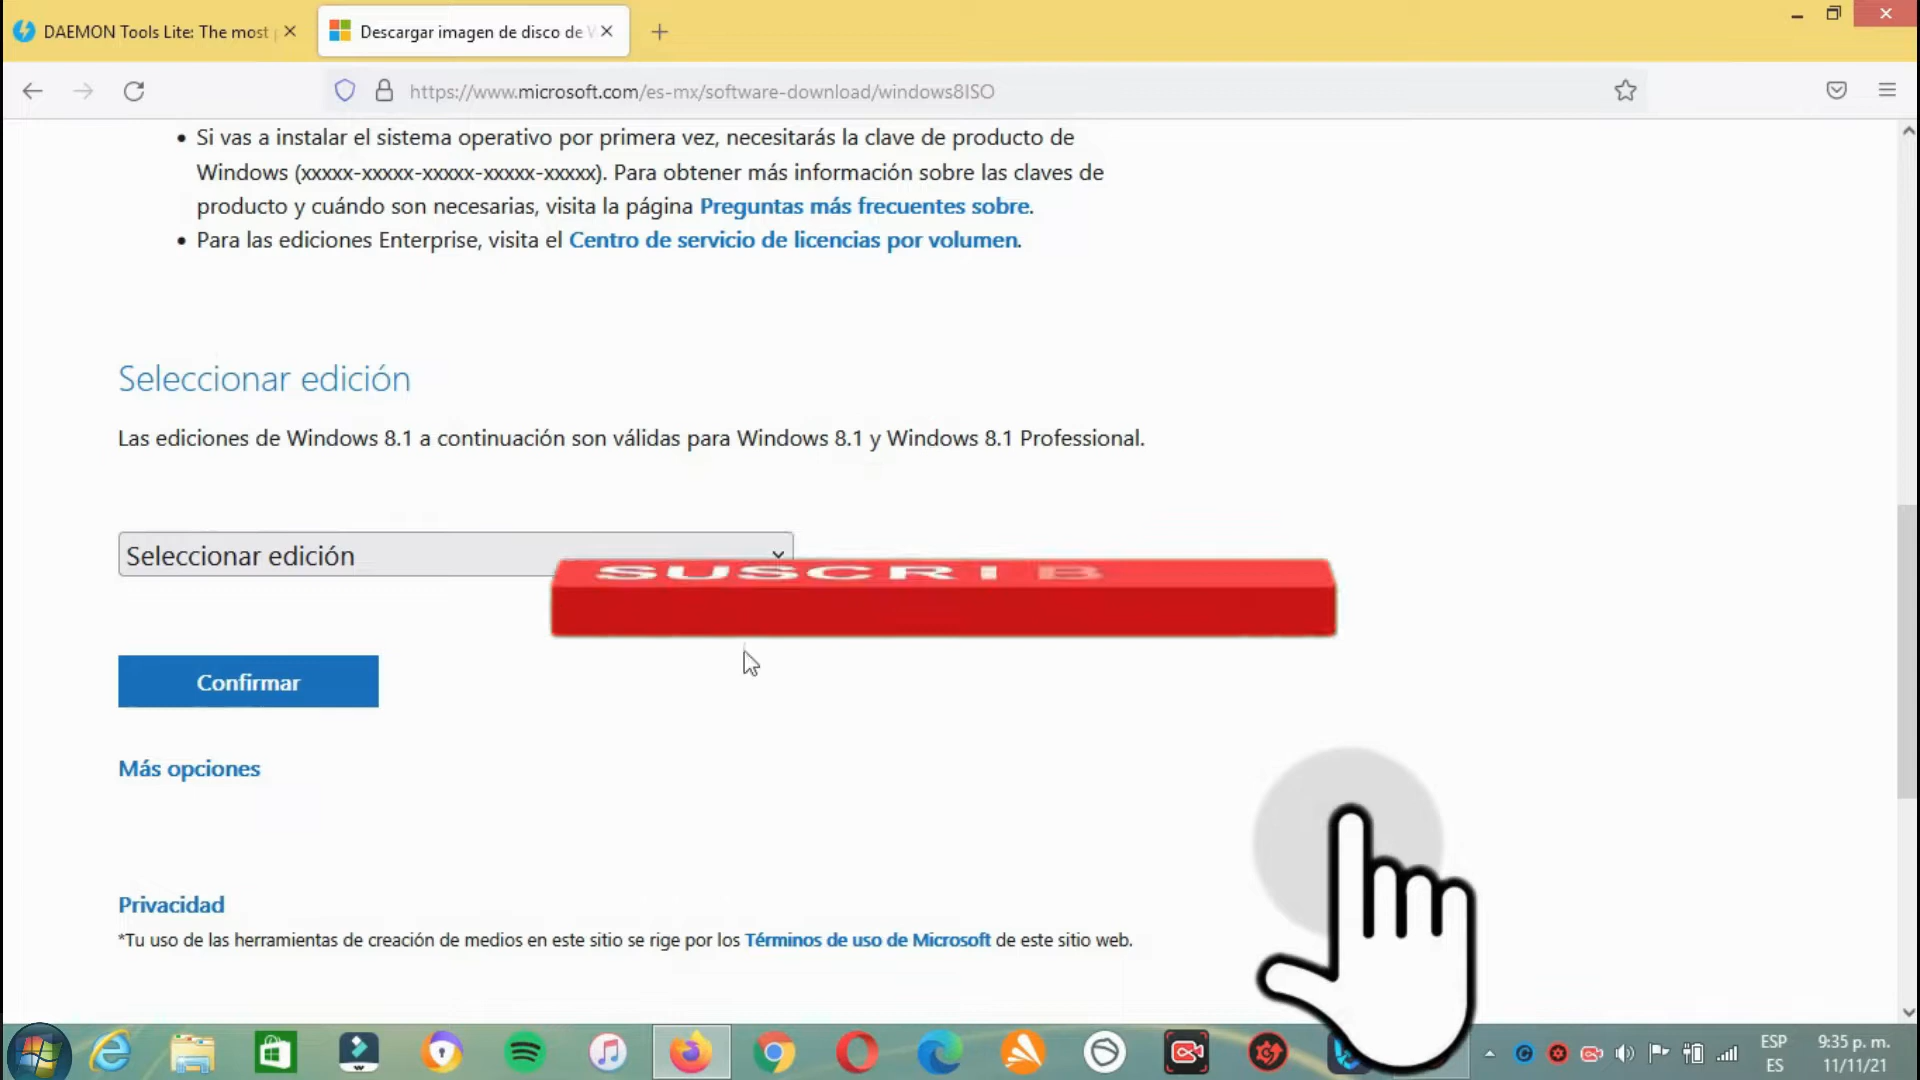 DAEMON Tools Lite: The most
Descargar imagen de disco de W
https://www.microsoft.com/es-mx/software-download/windows8ISO
• Si vas a instalar el sistema operativo por primera vez, necesitarás la clave de producto de
Windows (xxxxx-xxxxx-xxxxx-xxxxx-xxxxx). Para obtener más información sobre las claves de
producto y cuándo son necesarias, visita la página Preguntas más frecuentes sobre.
• Para las ediciones Enterprise, visita el Centro de servicio de licencias por volumen.
Seleccionar edición
Las ediciones de Windows 8.1 a continuación son válidas para Windows 8.1 y Windows 8.1 Professional.
Seleccionar edición
SUSCRIB
Confirmar
Más opciones
Privacidad
*Tu uso de las herramientas de creación de medios en este sitio se rige por los Términos de uso de Microsoft de este sitio web.
ESP
ES
9:35 p. m.
11/11/21